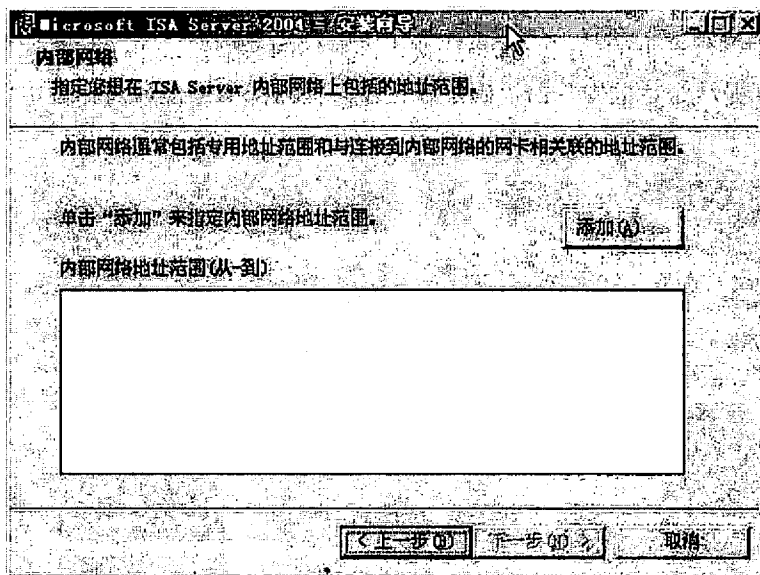 Microsoft ISA Server 2004 - 安装向导
内部网络
指定您想在 ISA Server 内部网络上包括的地址范围。
内部网络通常包括专用地址范围和与连接到内部网络的网卡相关联的地址范围。
单击“添加”来指定内部网络地址范围。
添加(A)...
内部网络地址范围(从-到):
< 上一步(B)
下一步(N) >
取消